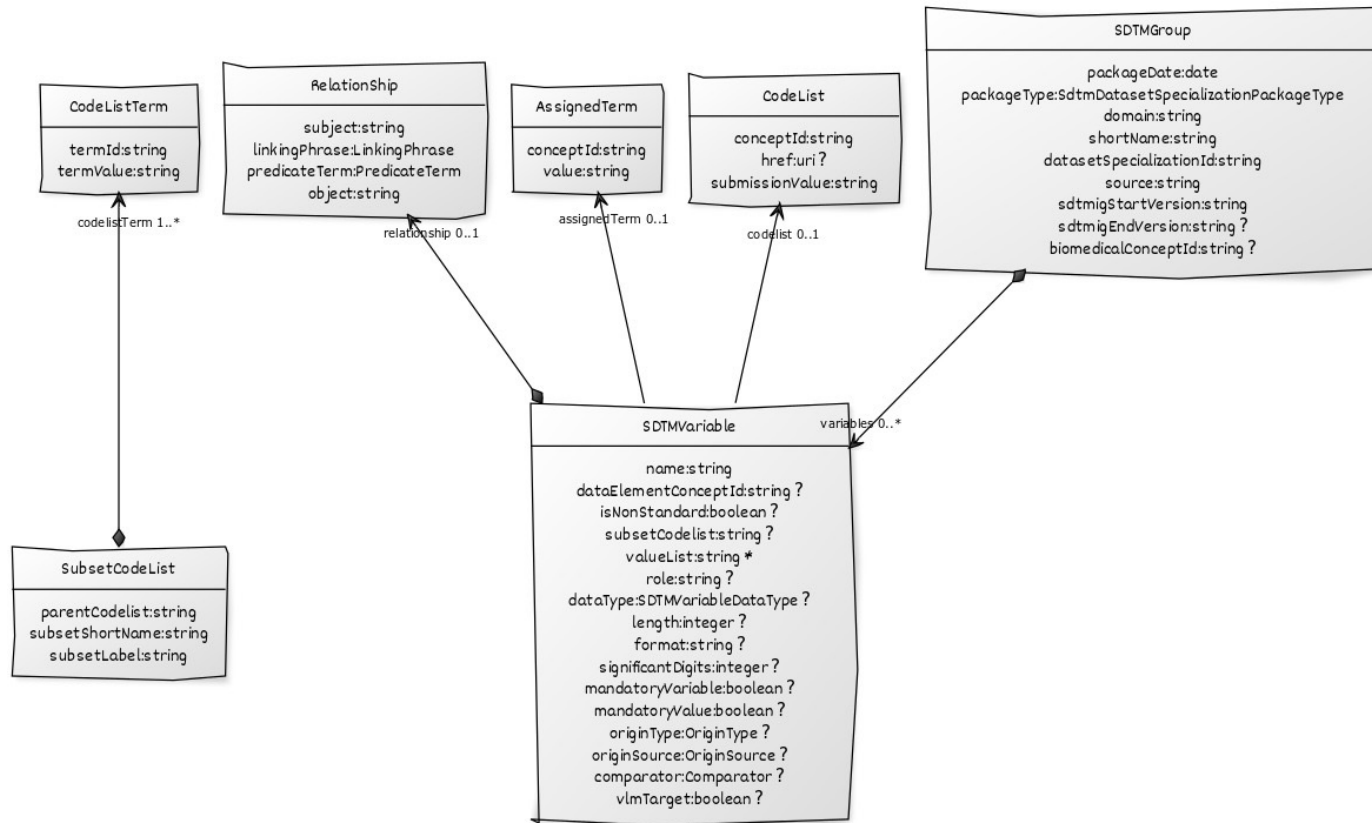 SDTMGroup
packageDate:date
packageType:SdtmDatasetSpecializationPackageType
domain:string
shortName:string
datasetSpecializationId:string
source:string
sdtmigStartVersion:string
sdtmigEndVersion:string ?
biomedicalConceptId:string ?
CodeListTerm
termId:string
termValue:string
RelationShip
subject:string
linkingPhrase:LinkingPhrase
predicateTerm:PredicateTerm
object:string
AssignedTerm
conceptId:string
value:string
CodeList
conceptId:string
href:uri ?
submissionValue:string
codelistTerm 1..*
relationship 0..1
assignedTerm 0..1
codelist 0..1
variables 0..*
SDTMVariable
name:string
dataElementConceptId:string ?
isNonStandard:boolean ?
subsetCodelist:string ?
valueList:string *
role:string ?
dataType:SDTMVariableDataType ?
length:integer ?
format:string ?
significantDigits:integer ?
mandatoryVariable:boolean ?
mandatoryValue:boolean ?
originType:OriginType ?
originSource:OriginSource ?
comparator:Comparator ?
vlmTarget:boolean ?
SubsetCodeList
parentCodelist:string
subsetShortName:string
subsetLabel:string